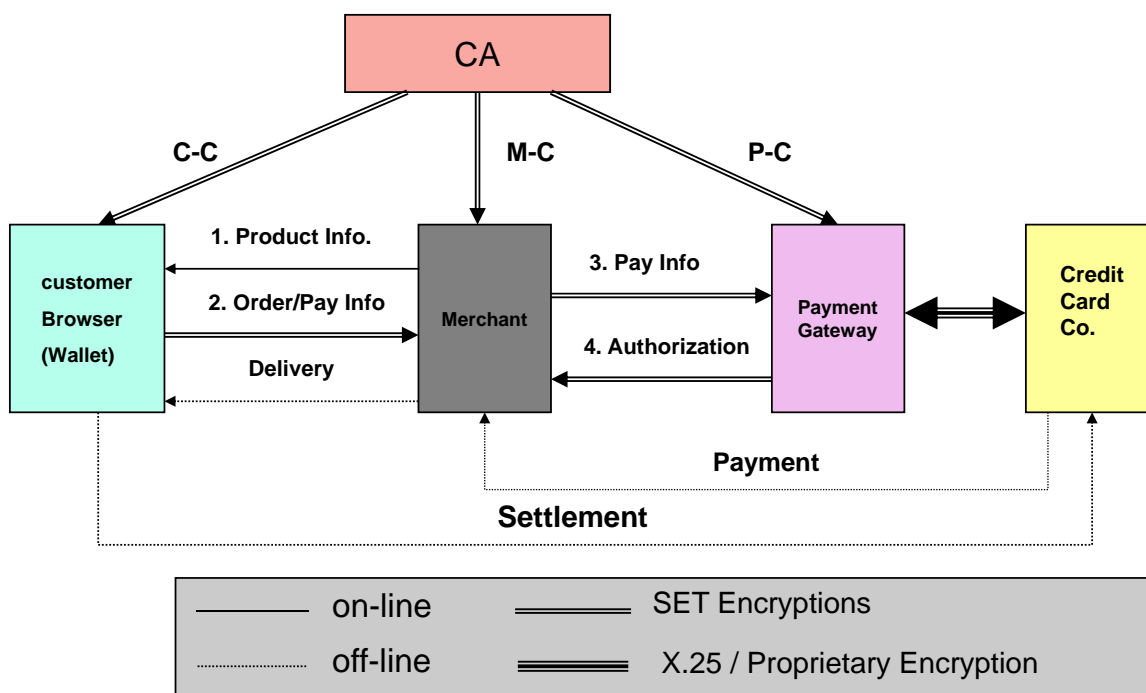 CA
C-C
M-C
P-C
1. Product Info.
customer
Browser
(Wallet)
2. Order/Pay Info
Delivery
Merchant
3. Pay Info
4. Authorization
Payment
Gateway
Credit
Card
Co.
Payment
Settlement
on-line
SET Encryptions
off-line
X.25 / Proprietary Encryption